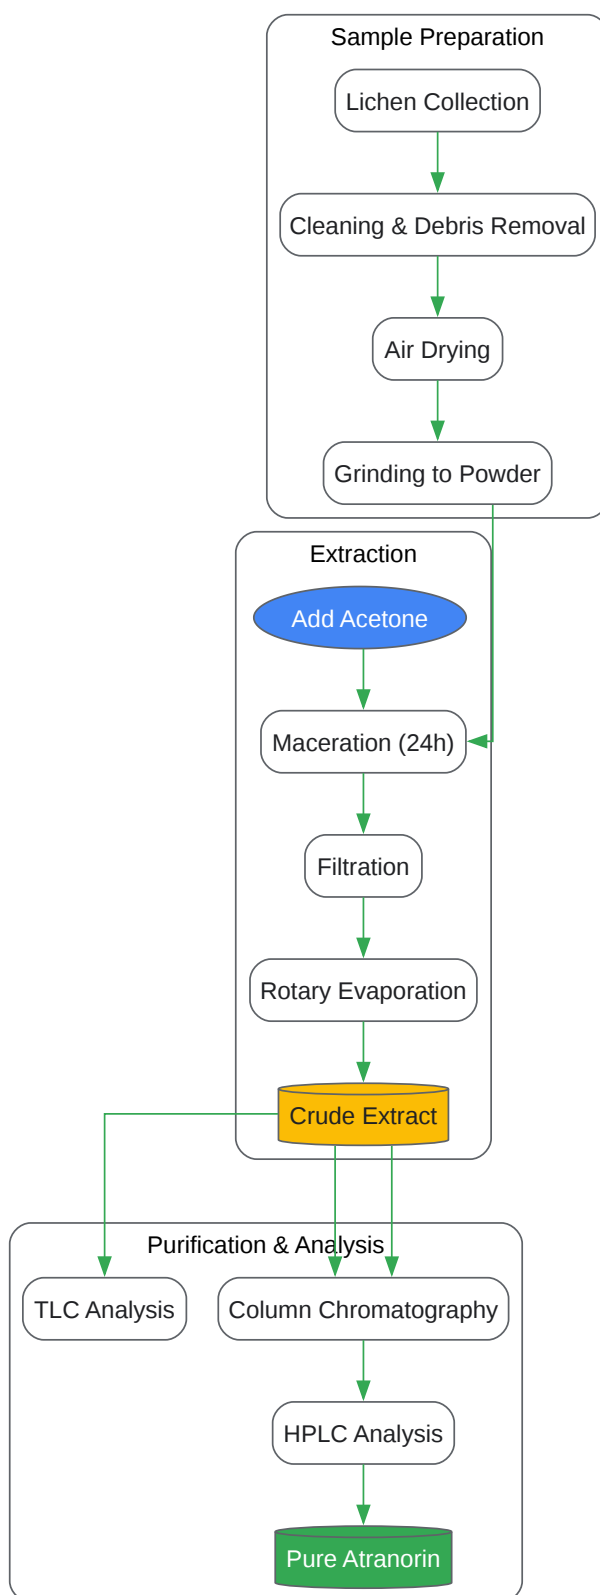 Sample Preparation
Lichen Collection
Cleaning & Debris Removal
Air Drying
Grinding to Powder
Extraction
Add Acetone
Maceration (24h)
Filtration
Rotary Evaporation
Crude Extract
Purification & Analysis
TLC Analysis
Column Chromatography
HPLC Analysis
Pure Atranorin